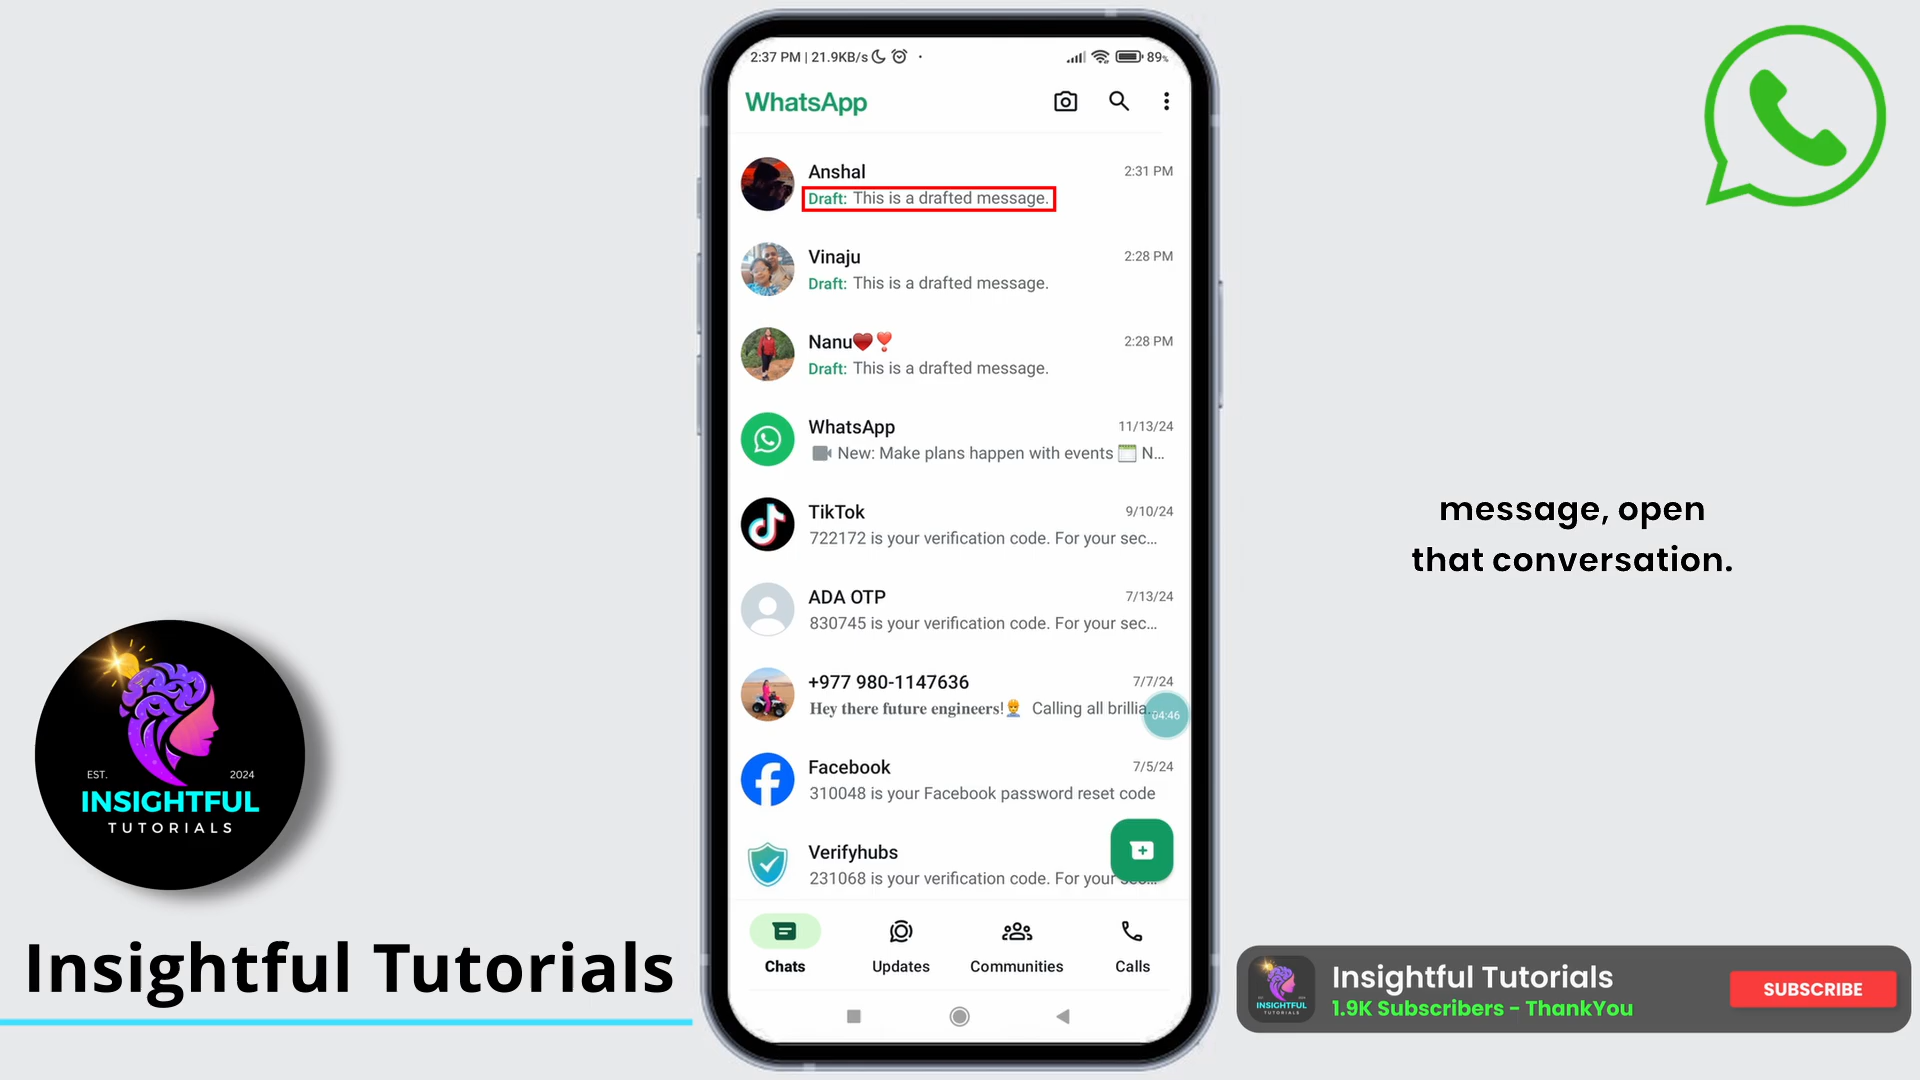 2:37 PM | 21.9KB/s
89%
WhatsApp
Anshal
2:31 PM
Draft: This is a drafted message.
Vinaju
2:28 PM
Draft: This is a drafted message.
Nanu❤️❣️
2:28 PM
Draft: This is a drafted message.
WhatsApp
11/13/24
New: Make plans happen with events 🗓️ N...
TikTok
9/10/24
722172 is your verification code. For your sec...
ADA OTP
7/13/24
830745 is your verification code. For your sec...
+977 980-1147636
7/7/24
Hey there future engineers!👷 Calling all brillia...
04:46
Facebook
7/5/24
310048 is your Facebook password reset code
Verifyhubs
231068 is your verification code. For your sec...
Chats
Updates
Communities
Calls
message, open
that conversation.
EST.
2024
INSIGHTFUL
TUTORIALS
Insightful Tutorials
INSIGHTFUL
TUTORIALS
Insightful Tutorials
1.9K Subscribers - ThankYou
SUBSCRIBE